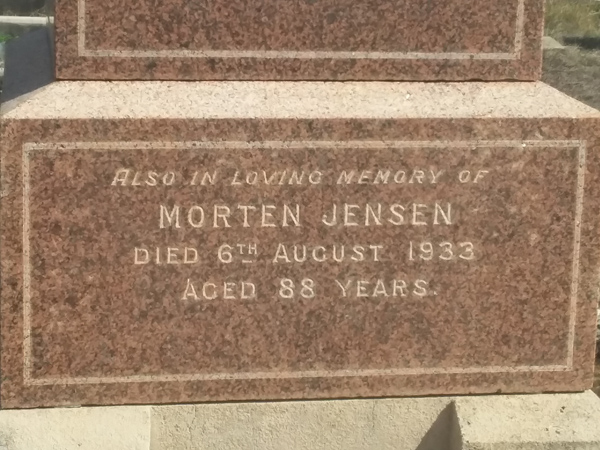 ALSO IN LOVING MEMORY OF
MORTEN JENSEN
DIED 6TH AUGUST 1933
AGED 88 YEARS.